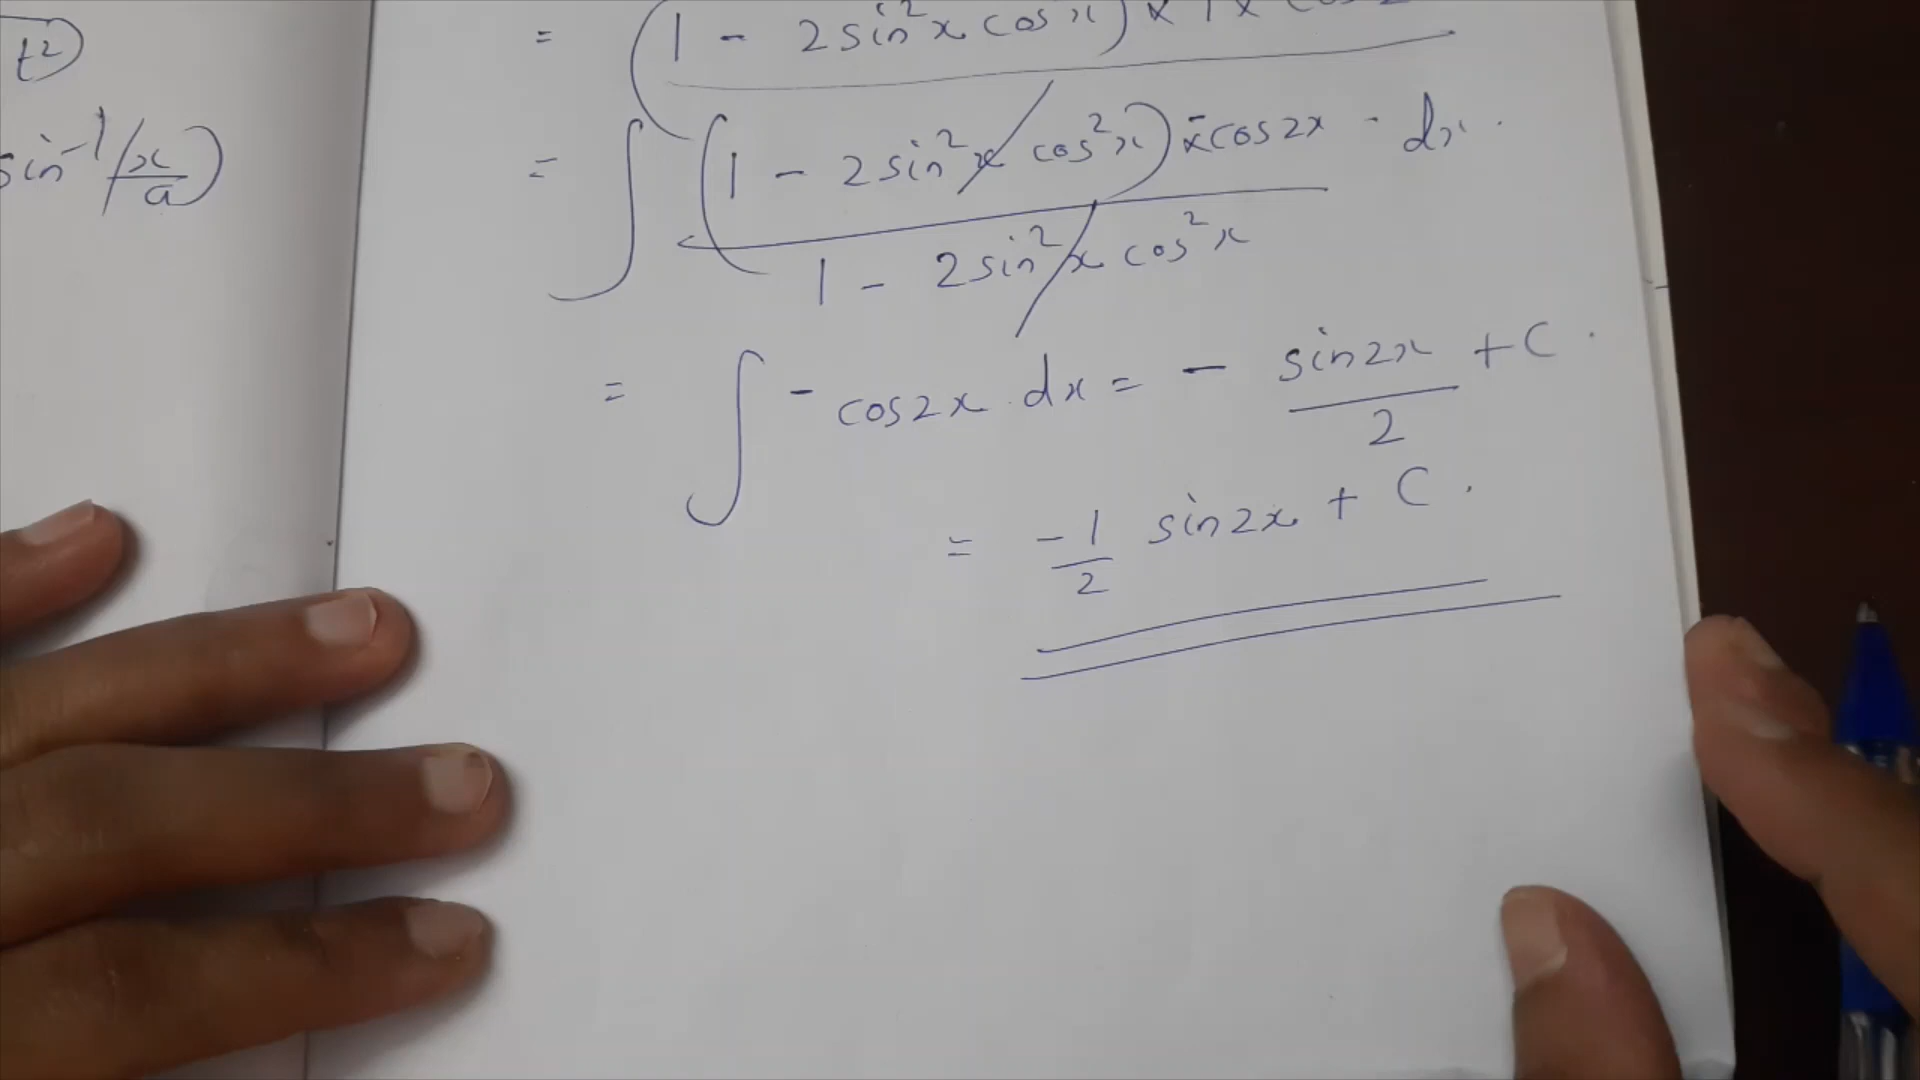 t²)
sin⁻¹(x/a)
= (1 - 2sin²x cos x) x 1 x
= ∫ (1 - 2sin²x cos²x) x -cos2x . dx .
1 - 2sin²x cos²x
= ∫ - cos2x . dx = - sin2x/2 + C .
= -1/2 sin2x + C .